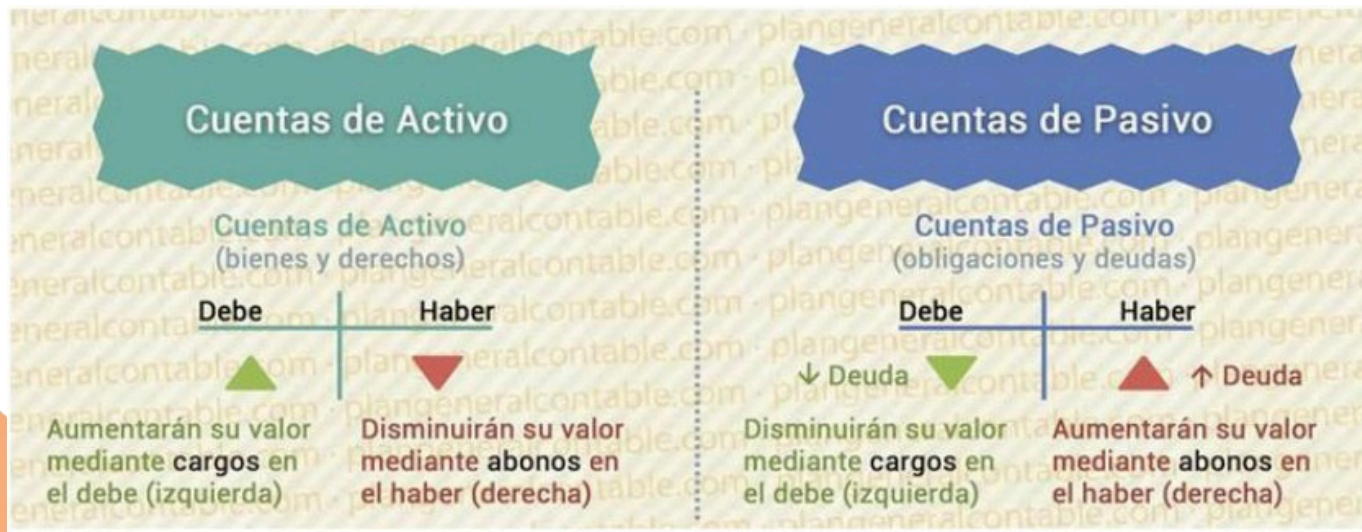 Cuentas de Activo
Cuentas de Activo
(bienes y derechos)
Debe Haber
Aumentarán su valor
mediante cargos en
el debe (izquierda)
Disminuirán su valor
mediante abonos en
el haber (derecha)
Cuentas de Pasivo
Cuentas de Pasivo
(obligaciones y deudas)
Debe Haber
↓ Deuda ↑ Deuda
Disminuirán su valor
mediante cargos en
el debe (izquierda)
Aumentarán su valor
mediante abonos en
el haber (derecha)
plangeneralcontable.com